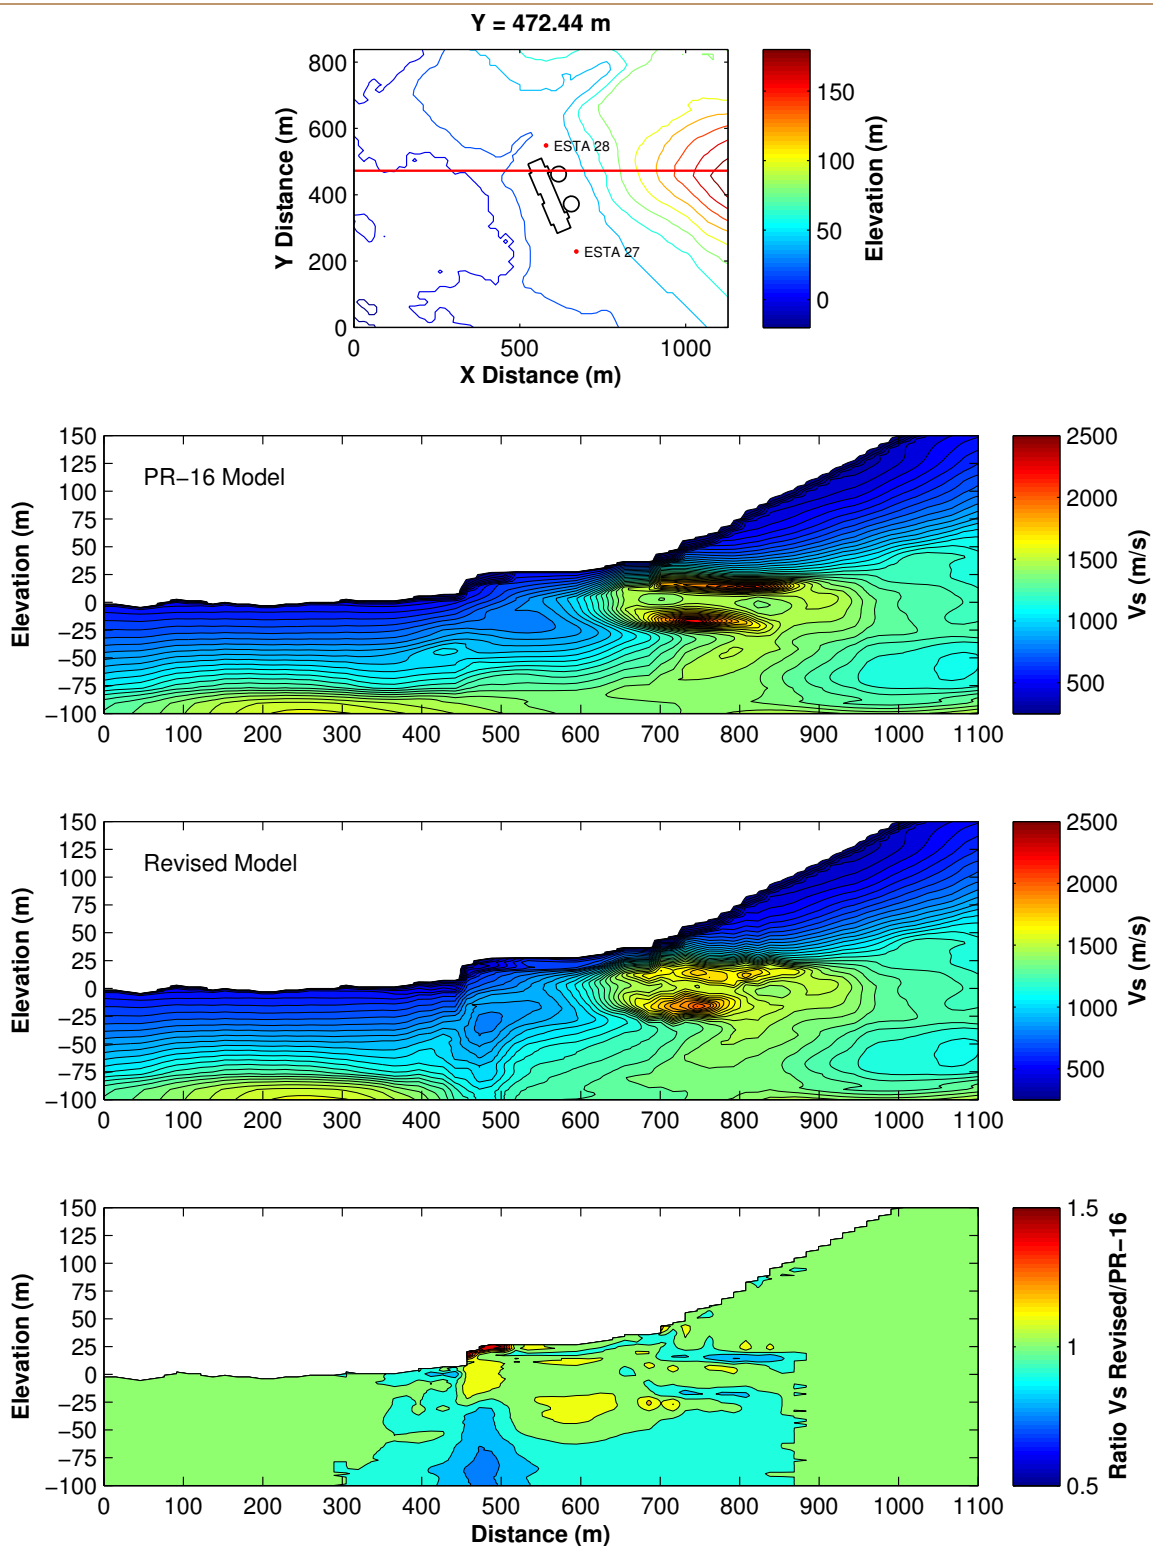 Y = 472.44 m
800
600
400
200
0
Y Distance (m)
ESTA 28
ESTA 27
0 500 1000
X Distance (m)
150
100
50
0
Elevation (m)
150
125
100
75
50
25
0
−25
−50
−75
−100
Elevation (m)
PR−16 Model
0 100 200 300 400 500 600 700 800 900 1000 1100
2500
2000
1500
1000
500
Vs (m/s)
150
125
100
75
50
25
0
−25
−50
−75
−100
Elevation (m)
Revised Model
0 100 200 300 400 500 600 700 800 900 1000 1100
2500
2000
1500
1000
500
Vs (m/s)
150
125
100
75
50
25
0
−25
−50
−75
−100
Elevation (m)
0 100 200 300 400 500 600 700 800 900 1000 1100
Distance (m)
1.5
1
0.5
Ratio Vs Revised/PR−16